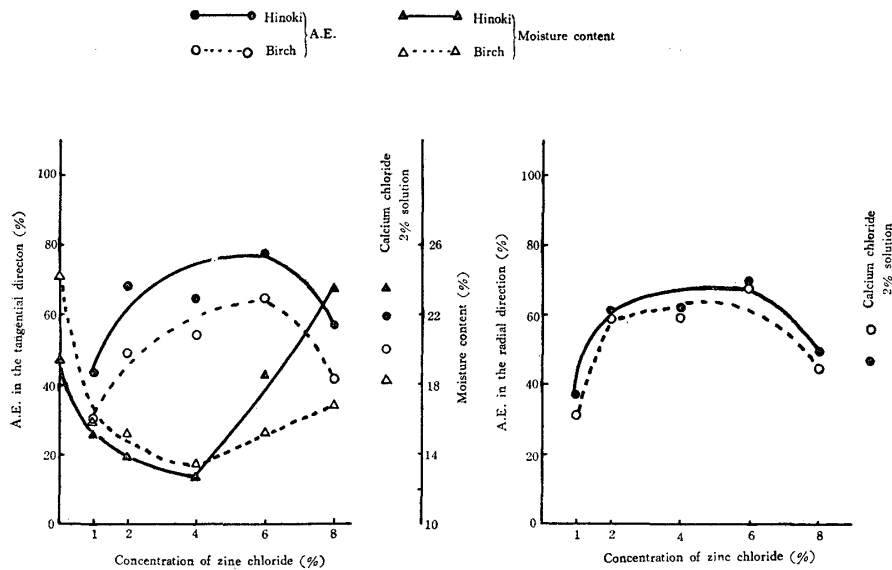 Hinoki
A.E.
Birch
Hinoki
Moisture content
Birch
A.E. in the tangential directon (%)
100
80
60
40
20
0
1 2 4 6 8
Concentration of zine chloride (%)
Calcium chloride
2% solution
26
22
18
14
10
Moisture content (%)
A.E. in the radial direction (%)
100
80
60
40
20
0
1 2 4 6 8
Concentration of zinc chloride (%)
Calcium chloride
2% solution